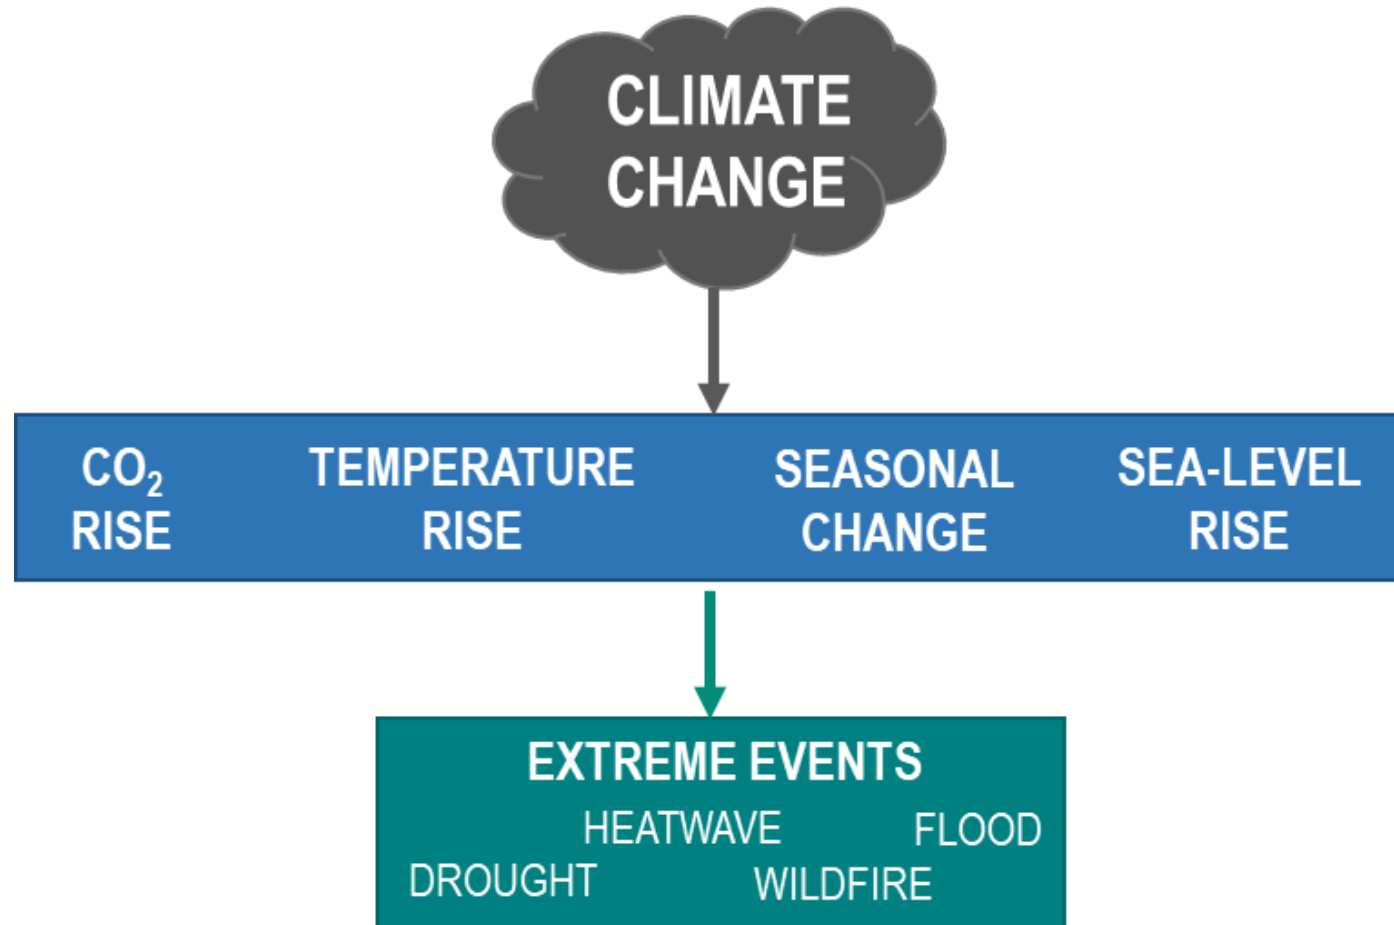 CLIMATE
CHANGE
CO₂
RISE
TEMPERATURE
RISE
SEASONAL
CHANGE
SEA-LEVEL
RISE
EXTREME EVENTS
HEATWAVE
FLOOD
DROUGHT
WILDFIRE